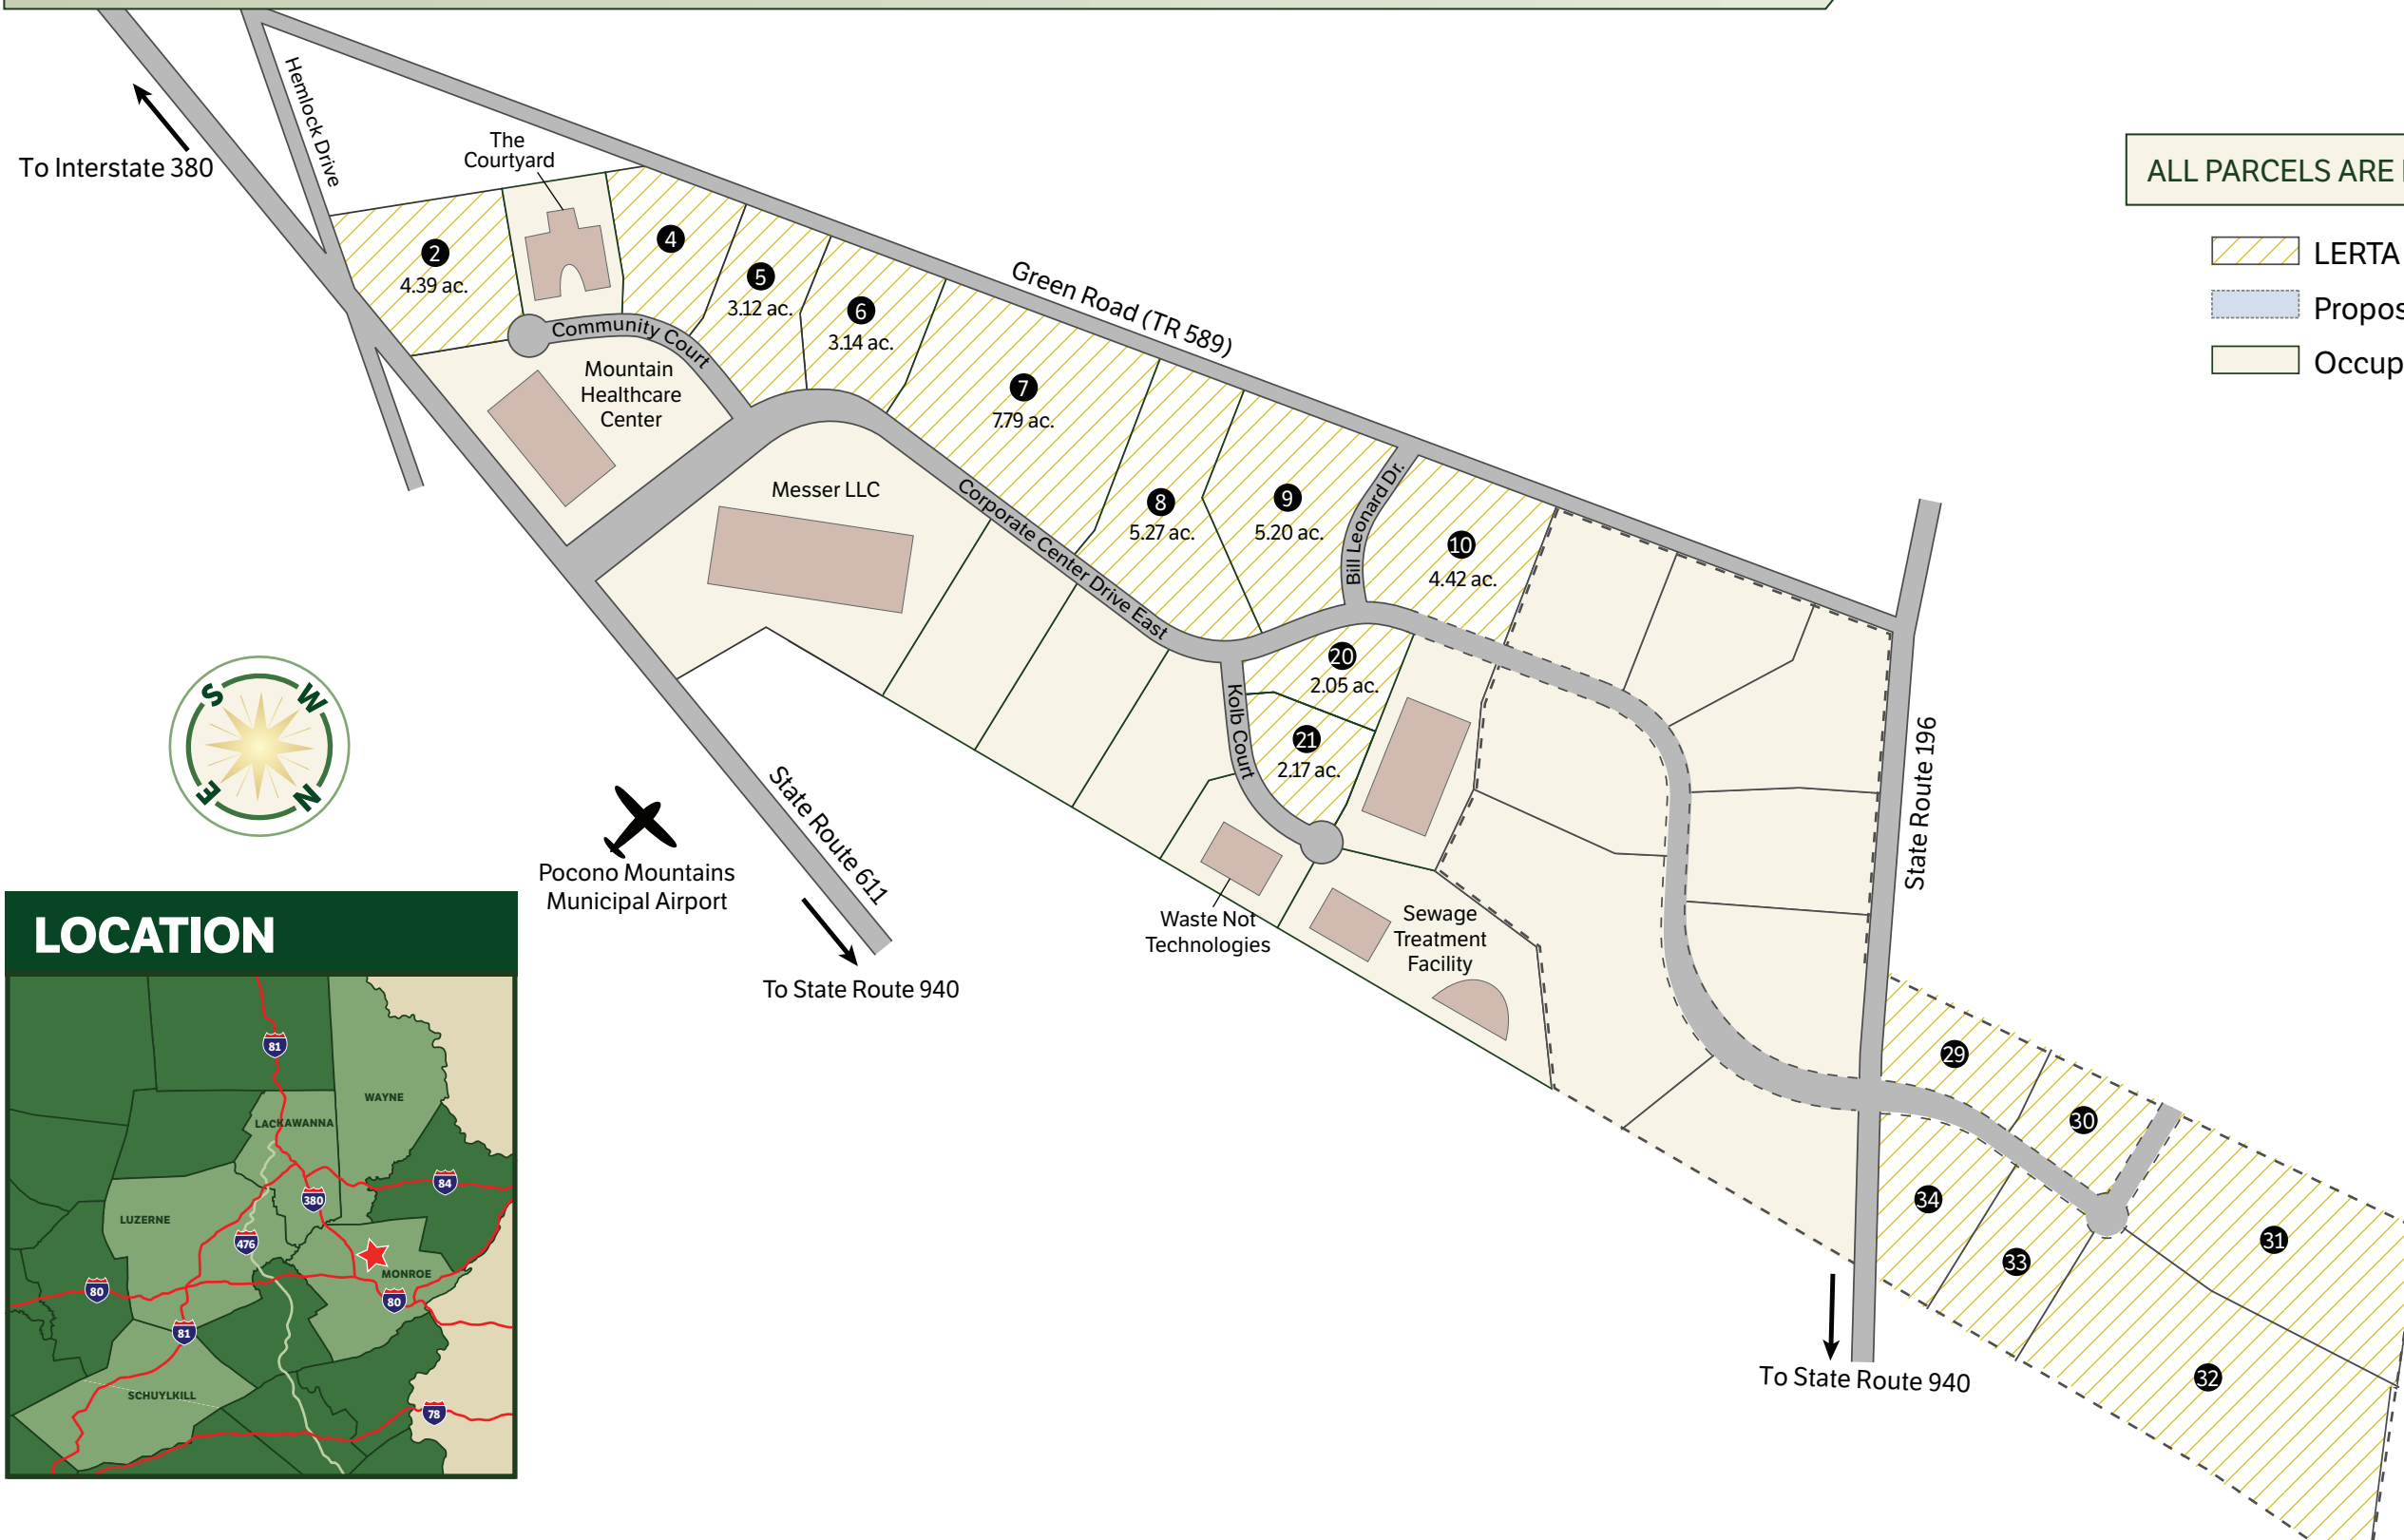 Hemlock Drive
To Interstate 380
The
Courtyard
ALL PARCELS ARE
LERTA
Propos
Occup
2
4.39 ac.
4
5
3.12 ac.
6
3.14 ac.
Green Road (TR 589)
Community Court
Mountain
Healthcare
Center
7
7.79 ac.
Messer LLC
Corporate Center Drive East
8
5.27 ac.
9
5.20 ac.
Bill Leonard Dr.
10
4.42 ac.
20
2.05 ac.
Kolb Court
21
2.17 ac.
State Route 196
S
W
E
N
State Route 611
Pocono Mountains
Municipal Airport
To State Route 940
Waste Not
Technologies
Sewage
Treatment
Facility
29
30
31
34
33
32
To State Route 940
LOCATION
81
WAYNE
LACKAWANNA
84
380
LUZERNE
476
MONROE
80
80
81
SCHUYLKILL
78